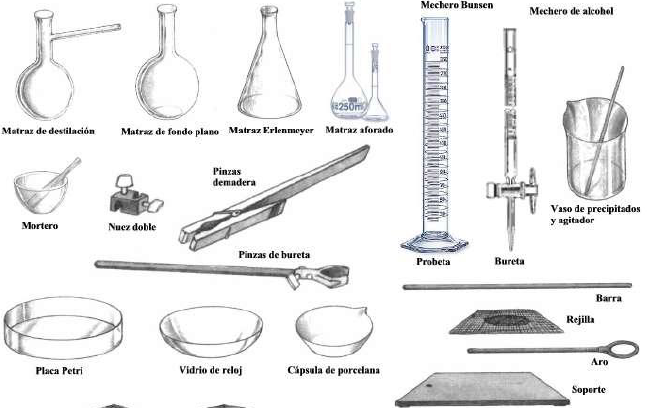 Mechero Bunsen
Mechero de alcohol
Matraz de destilación
Matraz de fondo plano
Matraz Erlenmeyer
Matraz aforado
250m
Pinzas
demadera
Vaso de precipitados
y agitador
Mortero
Nuez doble
Pinzas de bureta
Probeta
Bureta
Barra
Rejilla
Aro
Placa Petri
Vidrio de reloj
Cápsula de porcelana
Soporte